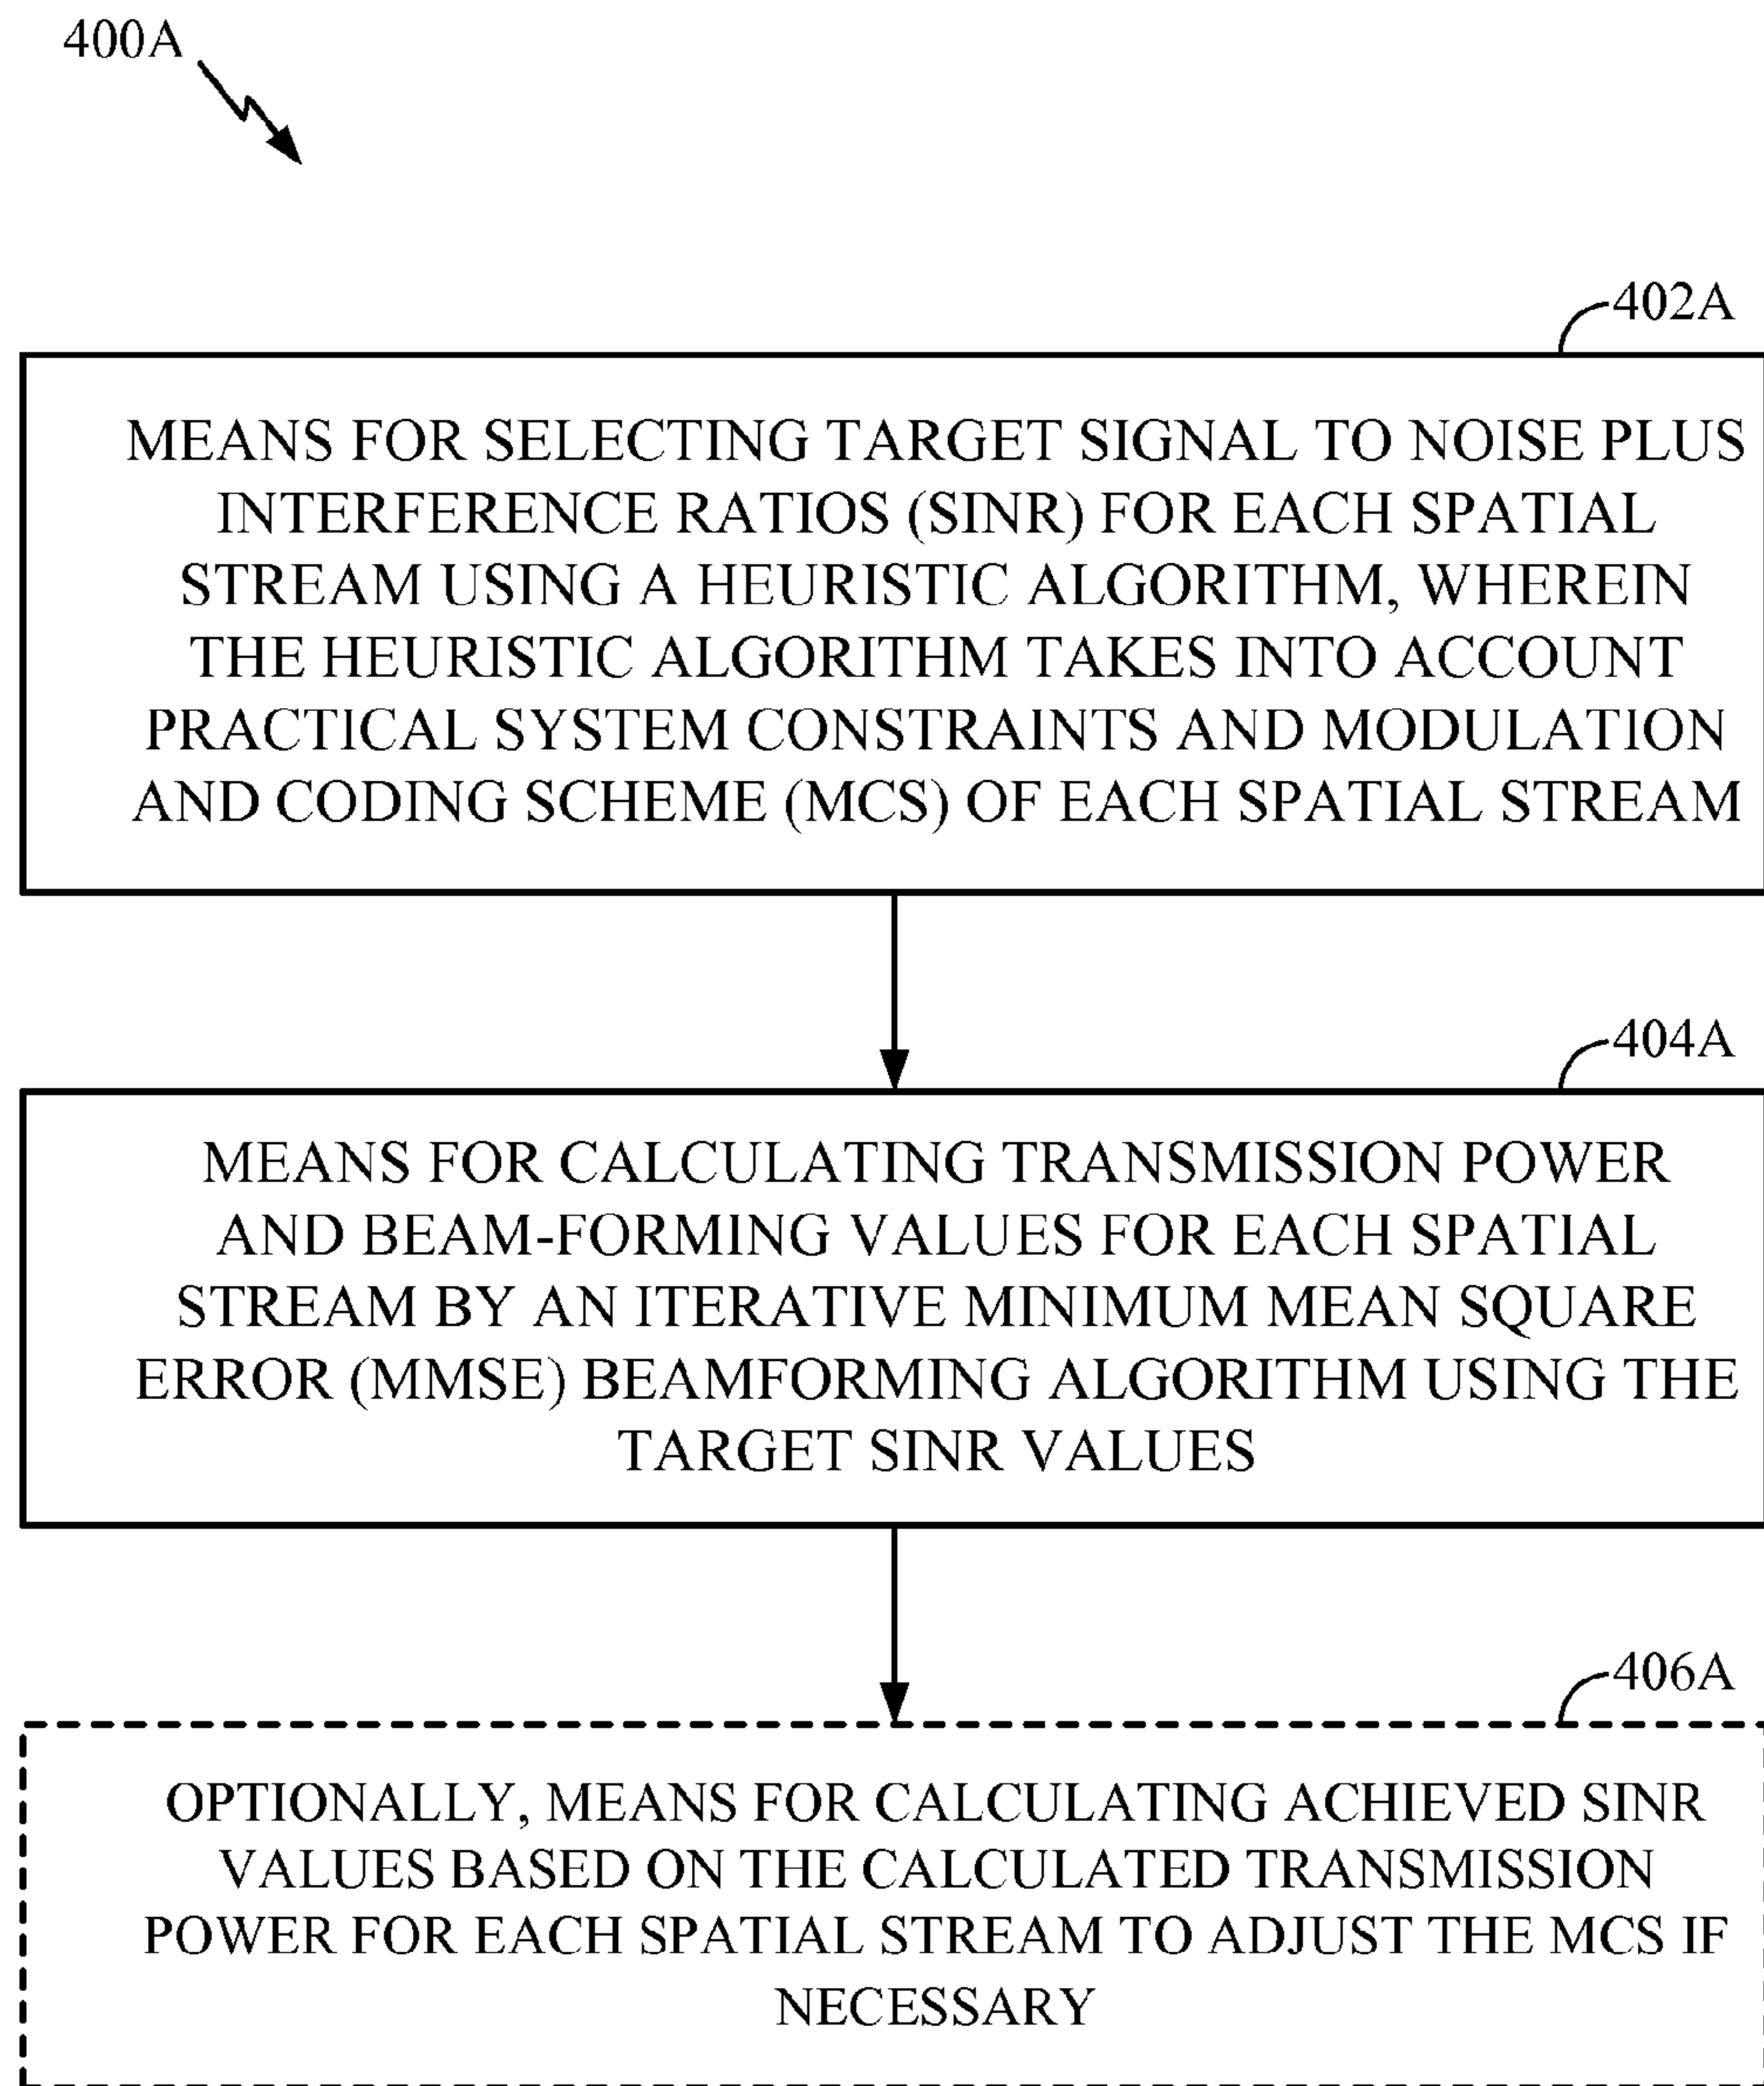 400A
402A
MEANS FOR SELECTING TARGET SIGNAL TO NOISE PLUS
INTERFERENCE RATIOS (SINR) FOR EACH SPATIAL
STREAM USING A HEURISTIC ALGORITHM, WHEREIN
THE HEURISTIC ALGORITHM TAKES INTO ACCOUNT
PRACTICAL SYSTEM CONSTRAINTS AND MODULATION
AND CODING SCHEME (MCS) OF EACH SPATIAL STREAM
404A
MEANS FOR CALCULATING TRANSMISSION POWER
AND BEAM-FORMING VALUES FOR EACH SPATIAL
STREAM BY AN ITERATIVE MINIMUM MEAN SQUARE
ERROR (MMSE) BEAMFORMING ALGORITHM USING THE
TARGET SINR VALUES
406A
OPTIONALLY, MEANS FOR CALCULATING ACHIEVED SINR
VALUES BASED ON THE CALCULATED TRANSMISSION
POWER FOR EACH SPATIAL STREAM TO ADJUST THE MCS IF
NECESSARY